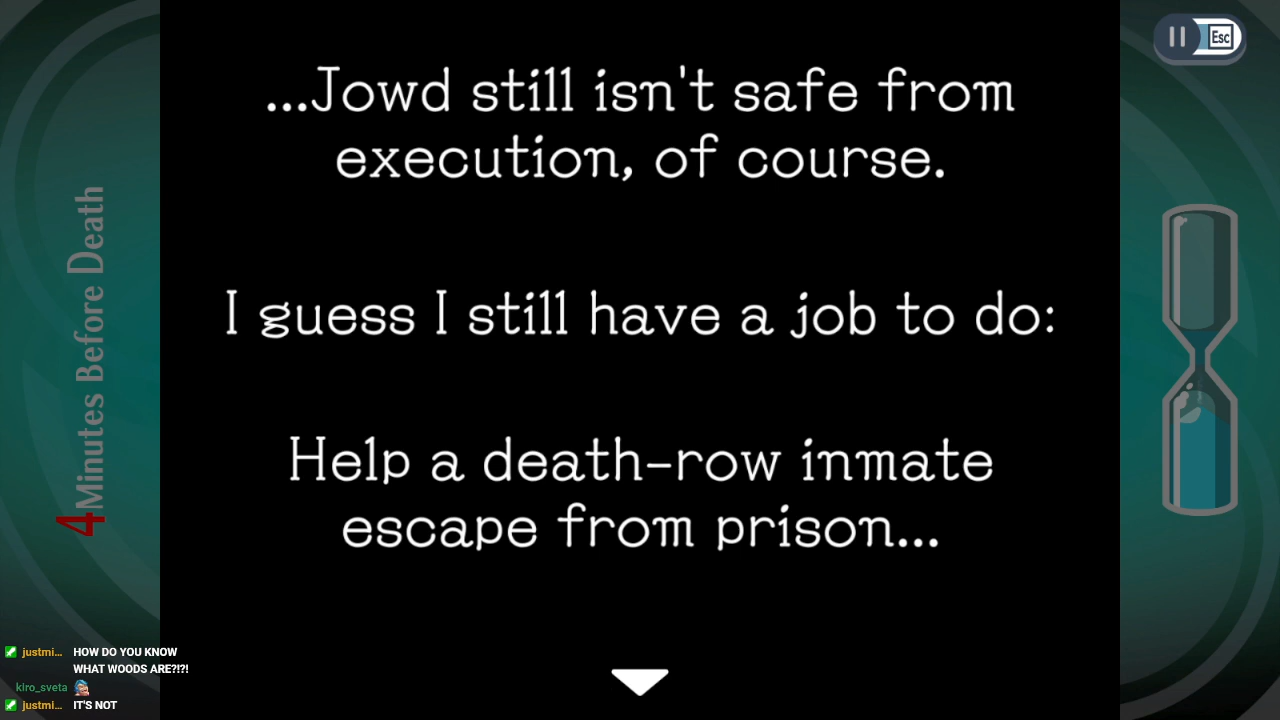 ...Jowd still isn't safe from
execution, of course.
I guess I still have a job to do:
Help a death-row inmate
escape from prison...
4 Minutes Before Death
Esc
justmi... HOW DO YOU KNOW
WHAT WOODS ARE?!?!
kiro_sveta
justmi... IT'S NOT